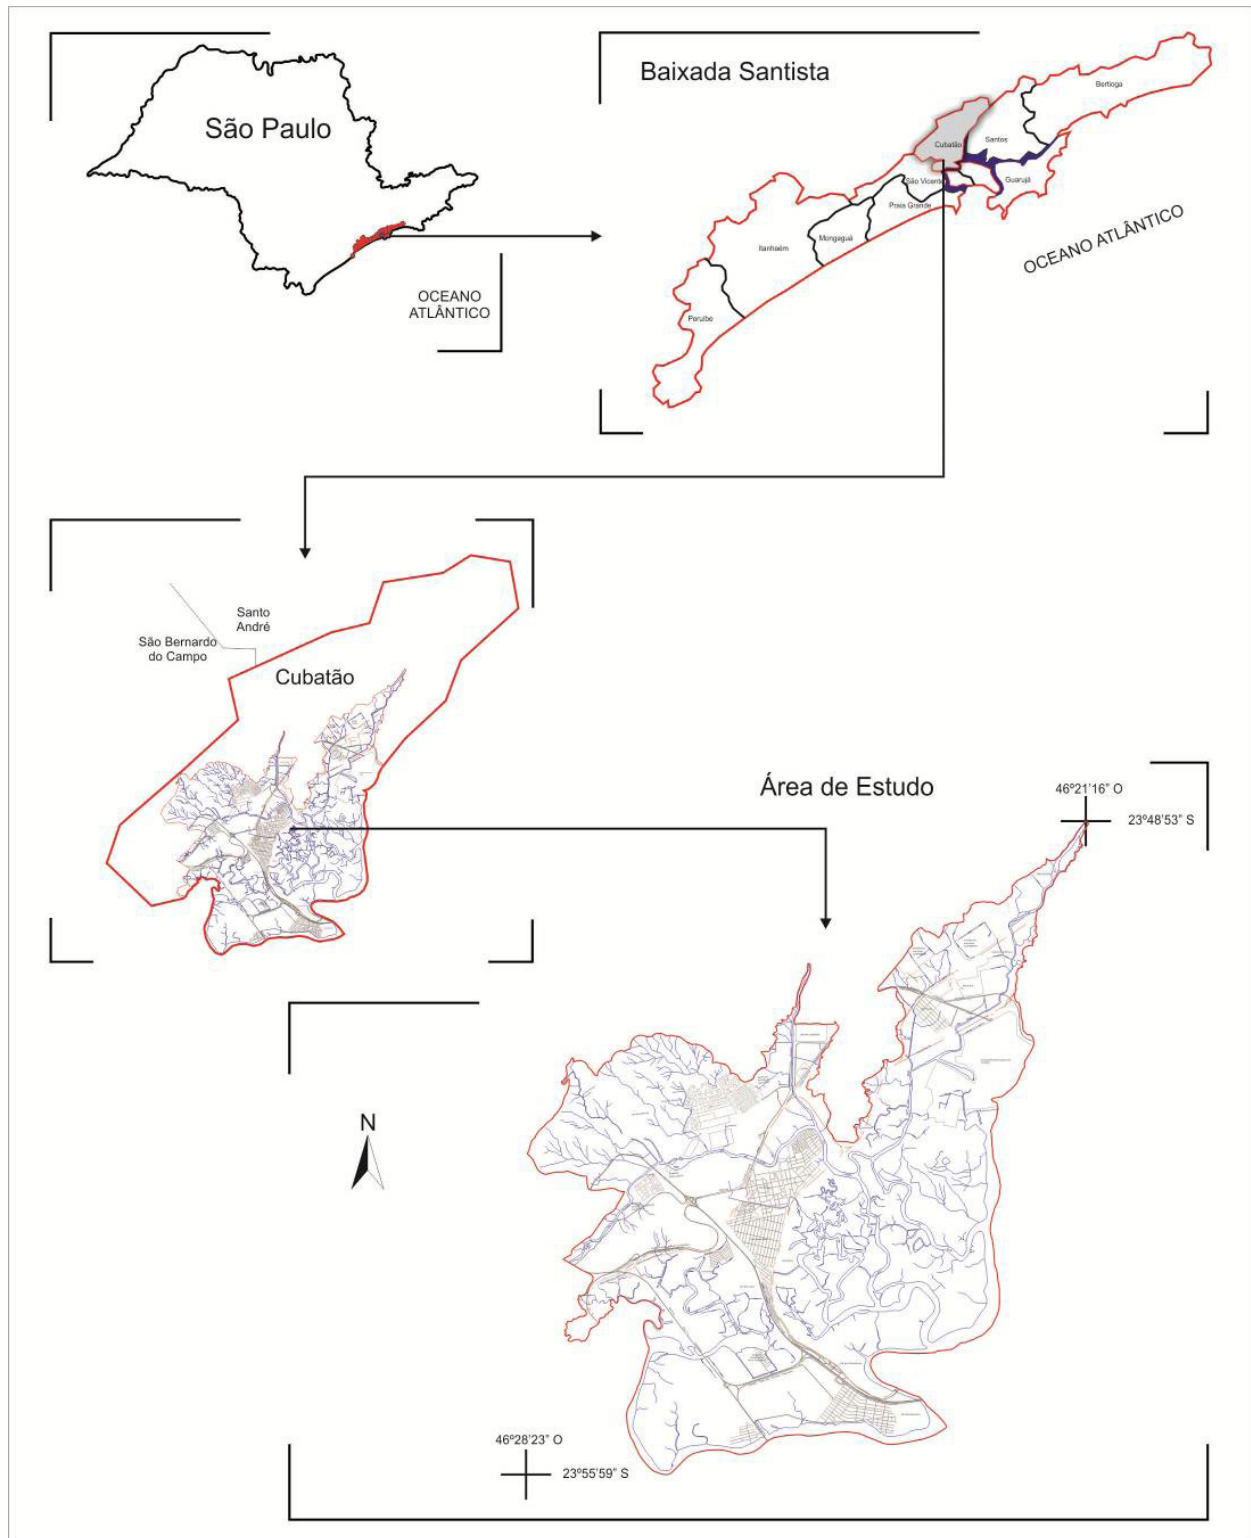 São Paulo
OCEANO
ATLÂNTICO
Baixada Santista
Bertioga
Santos
Cubatão
Guarujá
São Vicente
Praia Grande
Mongaguá
Itanhaém
Peruíbe
OCEANO ATLÂNTICO
Santo
André
São Bernardo
do Campo
Cubatão
Área de Estudo
46º21'16" O
23º48'53" S
N
46º28'23" O
23º55'59" S